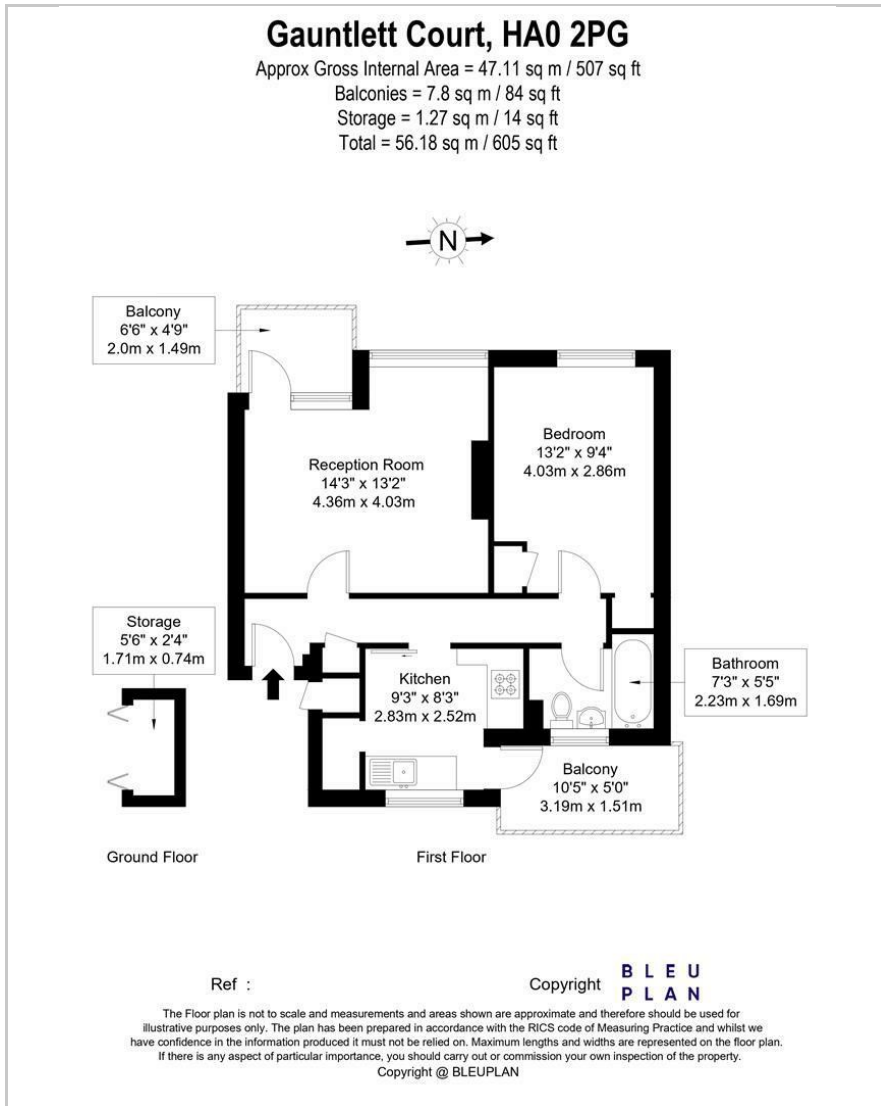 Gauntlett Court, HA0 2PG
Approx Gross Internal Area = 47.11 sq m / 507 sq ft
Balconies = 7.8 sq m / 84 sq ft
Storage = 1.27 sq m / 14 sq ft
Total = 56.18 sq m / 605 sq ft
N
Balcony
6'6" x 4'9"
2.0m x 1.49m
Reception Room
14'3" x 13'2"
4.36m x 4.03m
Bedroom
13'2" x 9'4"
4.03m x 2.86m
Storage
5'6" x 2'4"
1.71m x 0.74m
Kitchen
9'3" x 8'3"
2.83m x 2.52m
Bathroom
7'3" x 5'5"
2.23m x 1.69m
Balcony
10'5" x 5'0"
3.19m x 1.51m
Ground Floor
First Floor
Ref :
Copyright
BLEU
PLAN
The Floor plan is not to scale and measurements and areas shown are approximate and therefore should be used for
illustrative purposes only. The plan has been prepared in accordance with the RICS code of Measuring Practice and whilst we
have confidence in the information produced it must not be relied on. Maximum lengths and widths are represented on the floor plan.
If there is any aspect of particular importance, you should carry out or commission your own inspection of the property.
Copyright @ BLEUPLAN